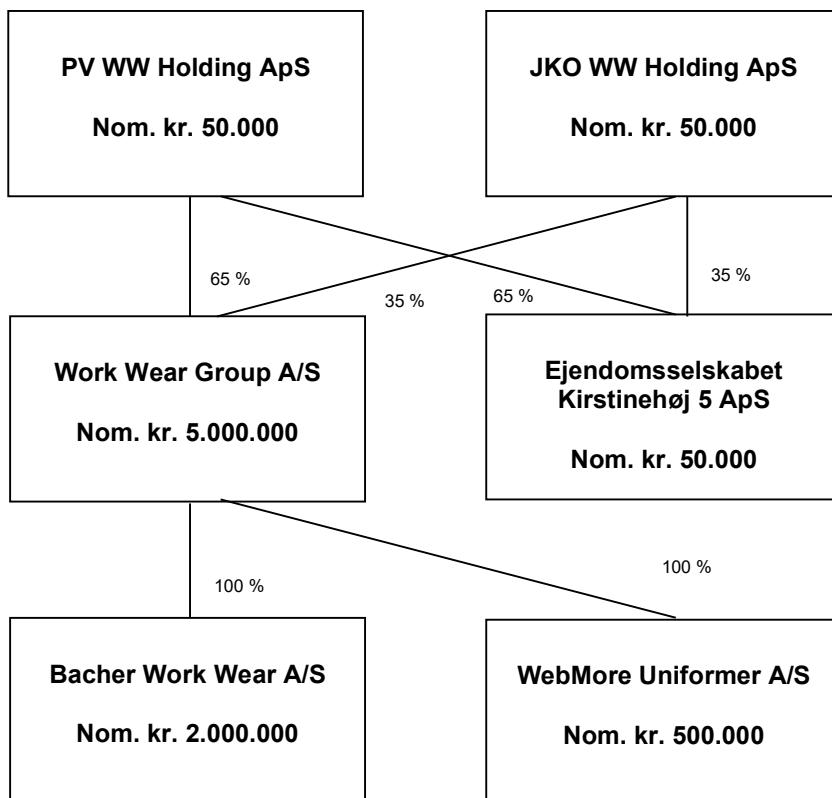 PV WW Holding ApS
Nom. kr. 50.000
JKO WW Holding ApS
Nom. kr. 50.000
65 %
35 %
65 %
35 %
Work Wear Group A/S
Nom. kr. 5.000.000
Ejendomsselskabet
Kirstinehøj 5 ApS
Nom. kr. 50.000
100 %
100 %
Bacher Work Wear A/S
Nom. kr. 2.000.000
WebMore Uniformer A/S
Nom. kr. 500.000